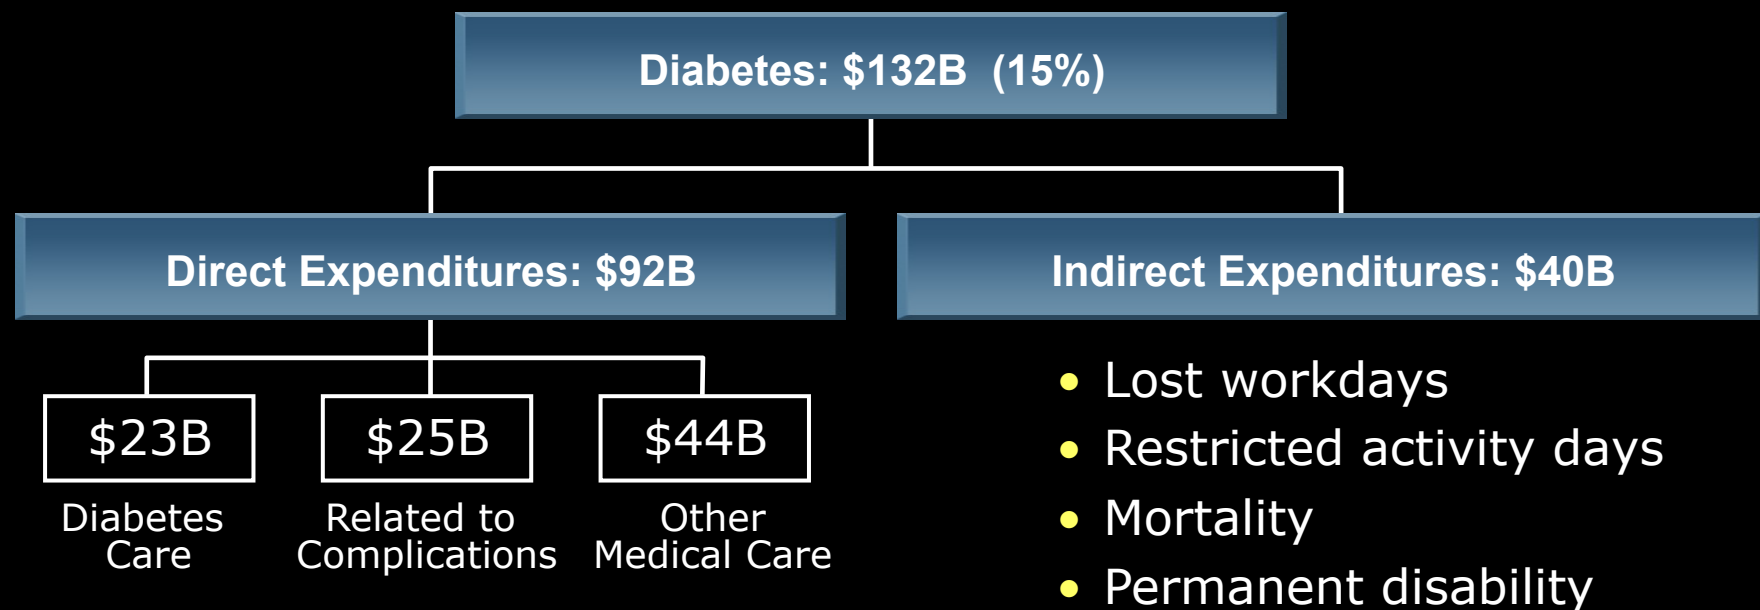 Diabetes: $132B  (15%)
Direct Expenditures: $92B
Indirect Expenditures: $40B
$23B
Diabetes
Care
$25B
Related to
Complications
$44B
Other
Medical Care
• Lost workdays
• Restricted activity days
• Mortality
• Permanent disability